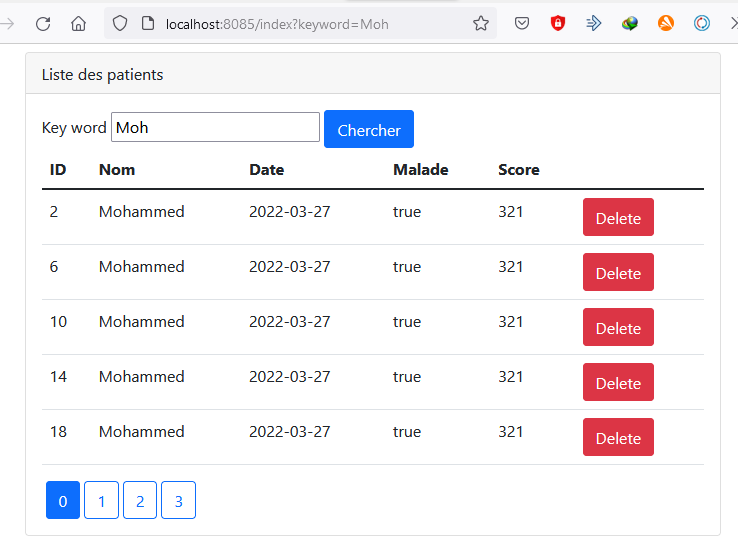 localhost:8085/index?keyword=Moh
Liste des patients
Key word Moh Chercher
ID Nom Date Malade Score
2 Mohammed 2022-03-27 true 321 Delete
6 Mohammed 2022-03-27 true 321 Delete
10 Mohammed 2022-03-27 true 321 Delete
14 Mohammed 2022-03-27 true 321 Delete
18 Mohammed 2022-03-27 true 321 Delete
0 1 2 3